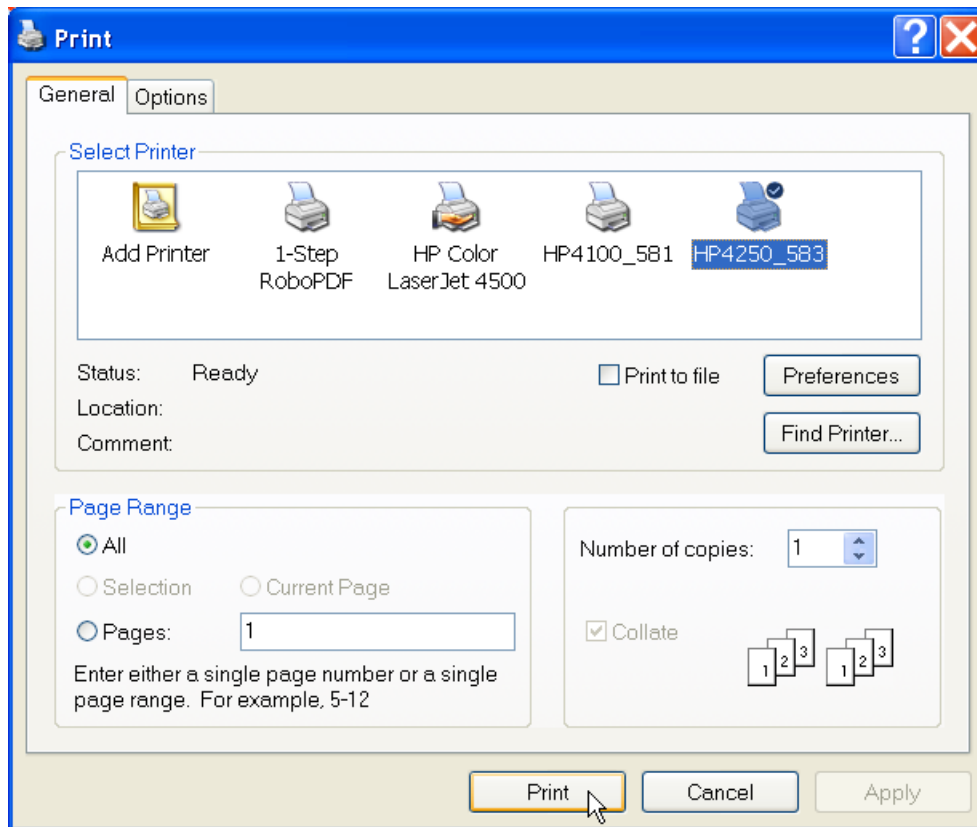 Print
General Options
Select Printer
Add Printer
1-Step
RoboPDF
HP Color
LaserJet 4500
HP4100_581
HP4250_583
Status: Ready
Print to file
Preferences
Location:
Comment:
Find Printer...
Page Range
All
Selection
Current Page
Pages: 1
Enter either a single page number or a single
page range. For example, 5-12
Number of copies: 1
Collate
1 2 3 1 2 3
Print Cancel Apply